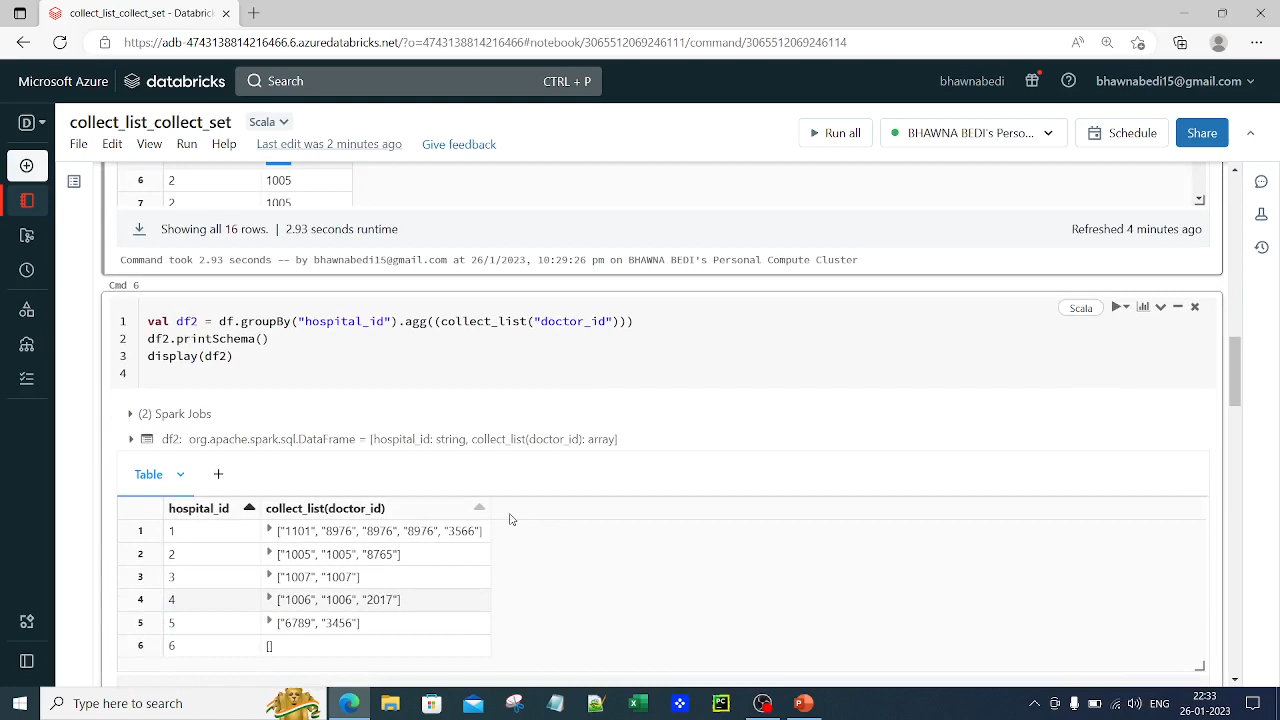 collect_list_collect_set - Databric
https://adb-4743138814216466.6.azuredatabricks.net/?o=4743138814216466#notebook/3065512069246111/command/3065512069246114
Microsoft Azure databricks Search CTRL + P bhawnabedi bhawnabedi15@gmail.com
D
collect_list_collect_set Scala
Run all BHAWNA BEDI's Perso... Schedule Share
File Edit View Run Help Last edit was 2 minutes ago Give feedback
6 2 1005
7 2 1005
Showing all 16 rows. | 2.93 seconds runtime Refreshed 4 minutes ago
Command took 2.93 seconds -- by bhawnabedi15@gmail.com at 26/1/2023, 10:29:26 pm on BHAWNA BEDI's Personal Compute Cluster
Cmd 6
Scala
1 val df2 = df.groupBy("hospital_id").agg((collect_list("doctor_id")))
2 df2.printSchema()
3 display(df2)
4
(2) Spark Jobs
df2: org.apache.spark.sql.DataFrame = [hospital_id: string, collect_list(doctor_id): array]
Table +
hospital_id collect_list(doctor_id)
1 1 ["1101", "8976", "8976", "8976", "3566"]
2 2 ["1005", "1005", "8765"]
3 3 ["1007", "1007"]
4 4 ["1006", "1006", "2017"]
5 5 ["6789", "3456"]
6 6 []
Type here to search
PC
P
ENG
22:33
26-01-2023